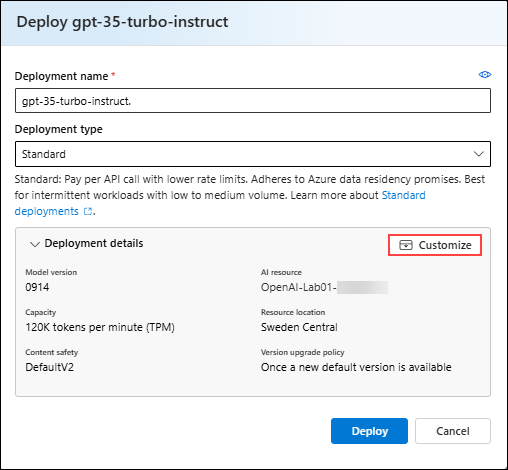 Deploy gpt-35-turbo-instruct
Deployment name *
gpt-35-turbo-instruct.
Deployment type
Standard
Standard: Pay per API call with lower rate limits. Adheres to Azure data residency promises. Best
for intermittent workloads with low to medium volume. Learn more about Standard
deployments.
Deployment details
Customize
Model version
AI resource
0914
OpenAI-Lab01-
Capacity
Resource location
120K tokens per minute (TPM)
Sweden Central
Content safety
Version upgrade policy
DefaultV2
Once a new default version is available
Deploy
Cancel